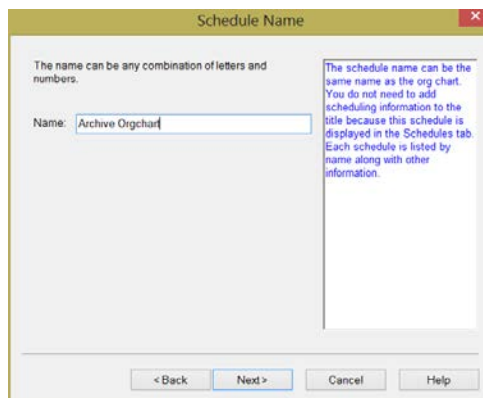 Schedule Name
The name can be any combination of letters and
numbers.
Name: Archive Orgchart
The schedule name can be the
same name as the org chart.
You do not need to add
scheduling information to the
title because this schedule is
displayed in the Schedules tab.
Each schedule is listed by
name along with other
information.
< Back
Next >
Cancel
Help